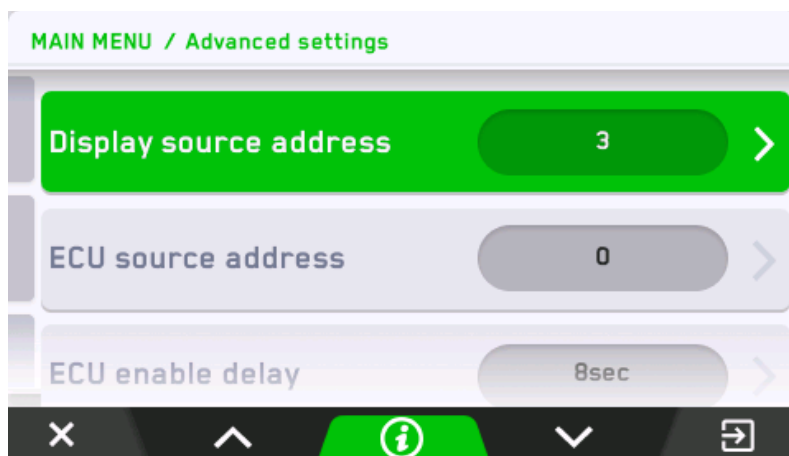 MAIN MENU / Advanced settings
Display source address 3
ECU source address 0
ECU enable delay 8sec